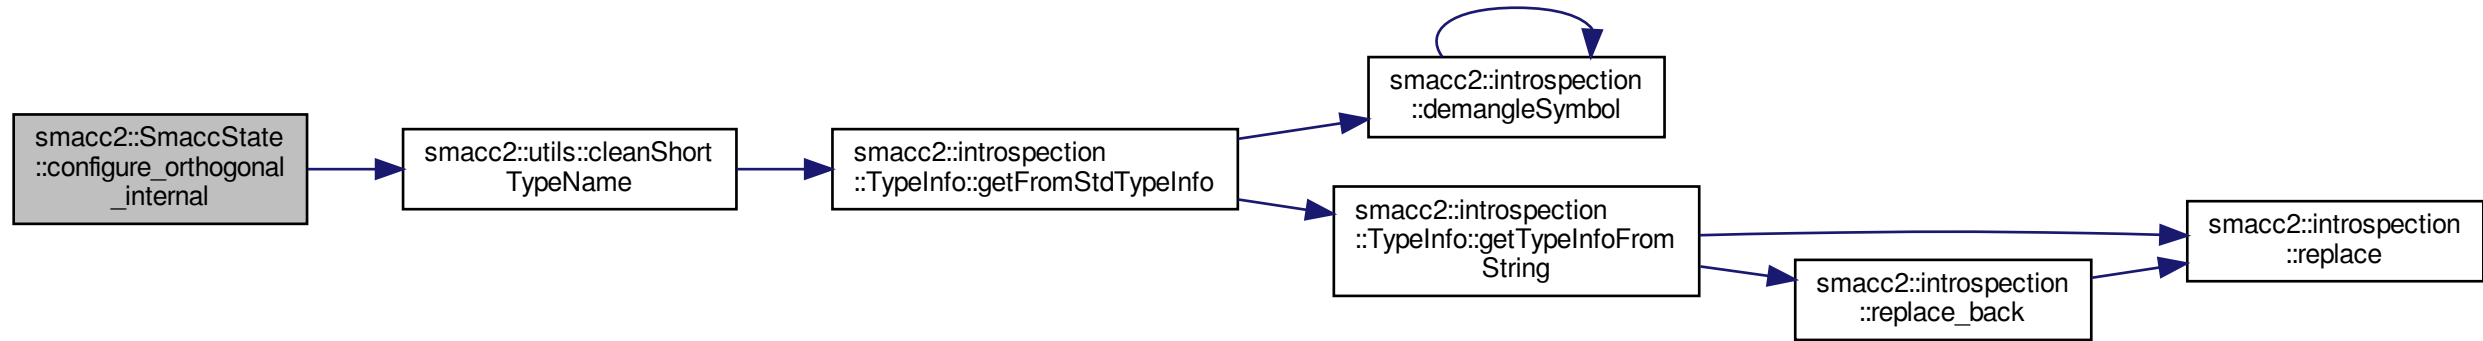 smacc2::SmaccState
::configure_orthogonal
_internal
smacc2::utils::cleanShort
TypeName
smacc2::introspection
::TypeInfo::getFromStdTypeInfo
smacc2::introspection
::demangleSymbol
smacc2::introspection
::TypeInfo::getTypeInfoFrom
String
smacc2::introspection
::replace_back
smacc2::introspection
::replace